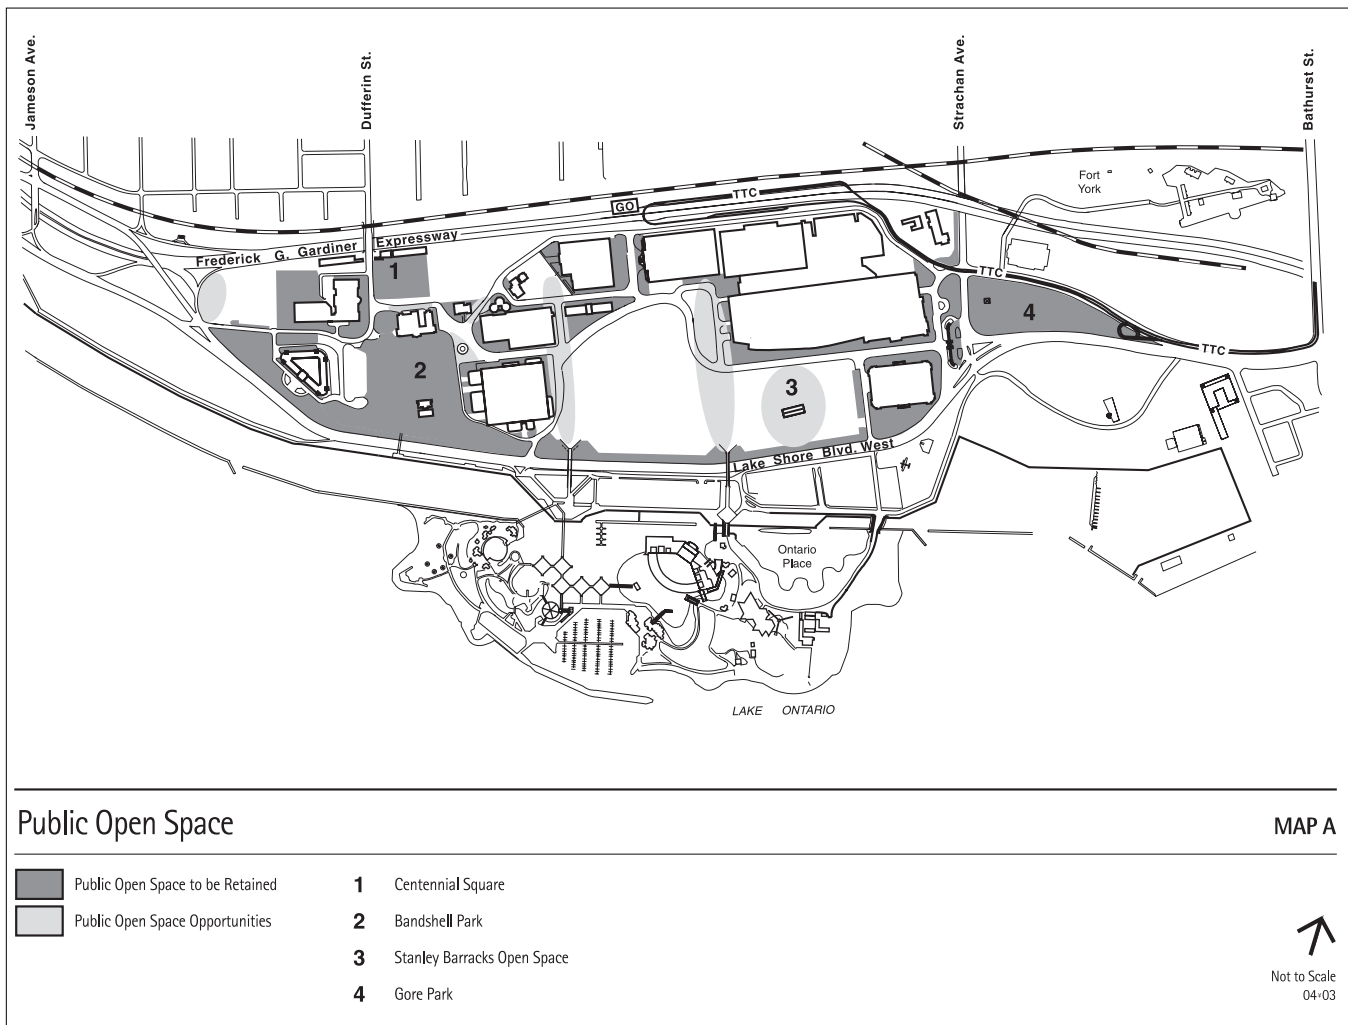 Jameson Ave.
Dufferin St.
Strachan Ave.
Bathurst St.
Fort
York
GO
TTC
Frederick G. Gardiner Expressway
1
TTC
4
TTC
2
3
Lake Shore Blvd. West
Ontario
Place
LAKE ONTARIO
Public Open Space
MAP A
Public Open Space to be Retained
Public Open Space Opportunities
1 Centennial Square
2 Bandshell Park
3 Stanley Barracks Open Space
4 Gore Park
Not to Scale